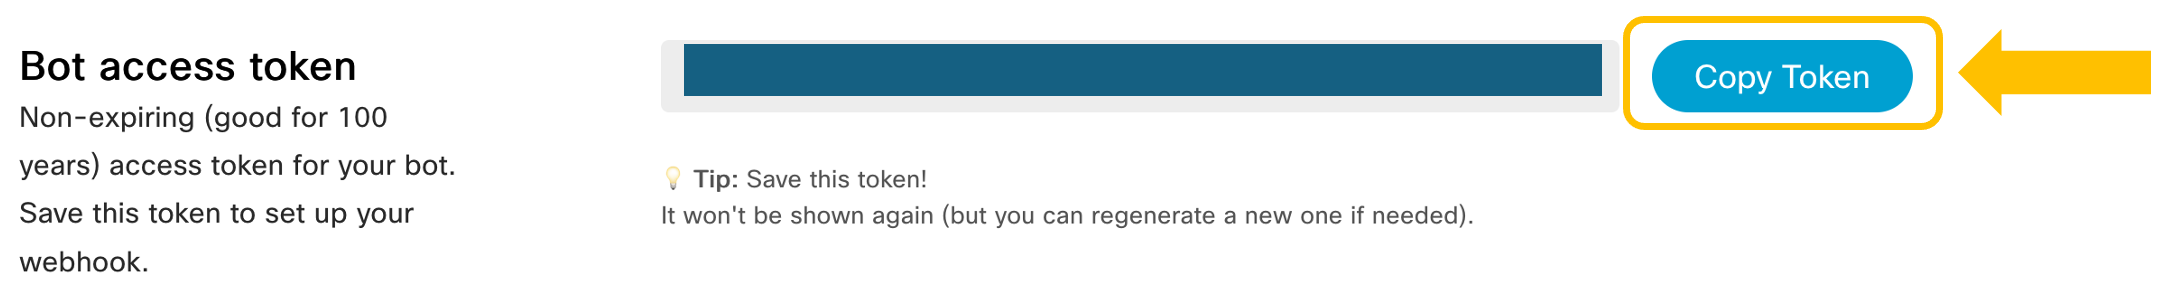 Bot access token
Non-expiring (good for 100
years) access token for your bot.
Save this token to set up your
webhook.
Copy Token
💡 Tip: Save this token!
It won't be shown again (but you can regenerate a new one if needed).